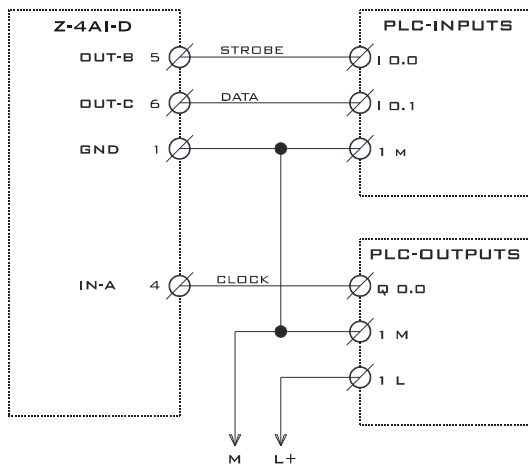 Z-4AI-D PLC-INPUTS
OUT-B 5 STROBE I 0.0
OUT-C 6 DATA I 0.1
GND 1 1 M
PLC-OUTPUTS
IN-A 4 CLOCK Q 0.0
1 M
1 L
M L+